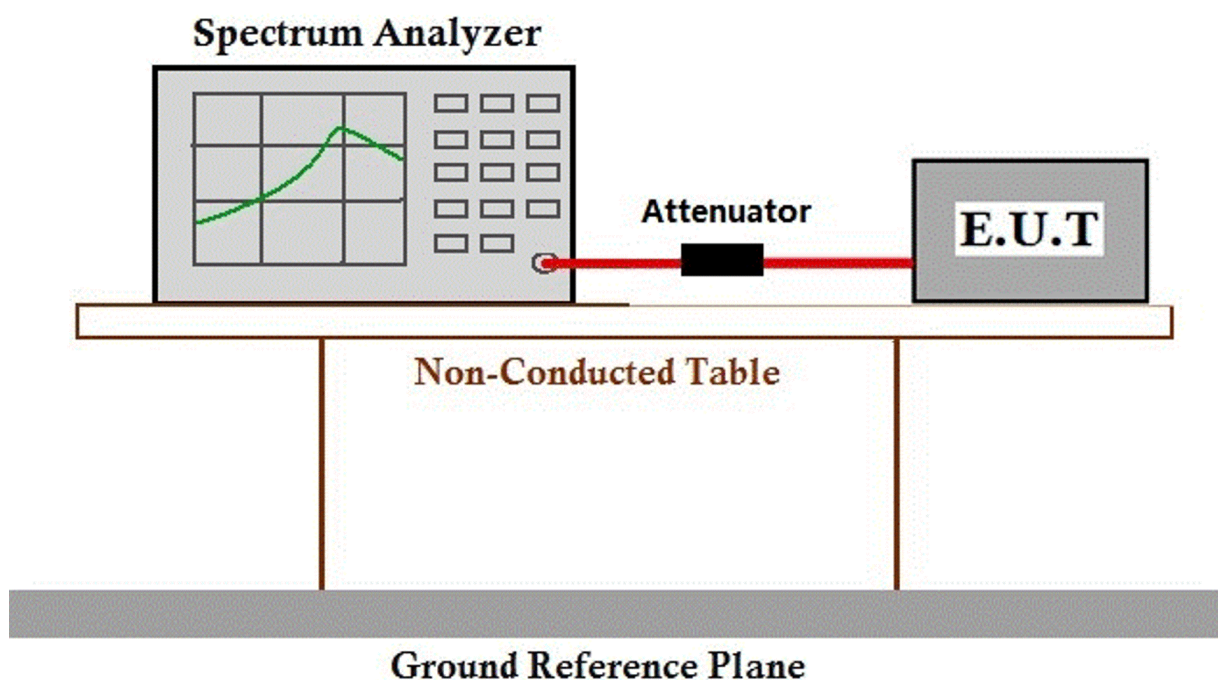 Spectrum Analyzer
Attenuator
E.U.T
Non-Conducted Table
Ground Reference Plane